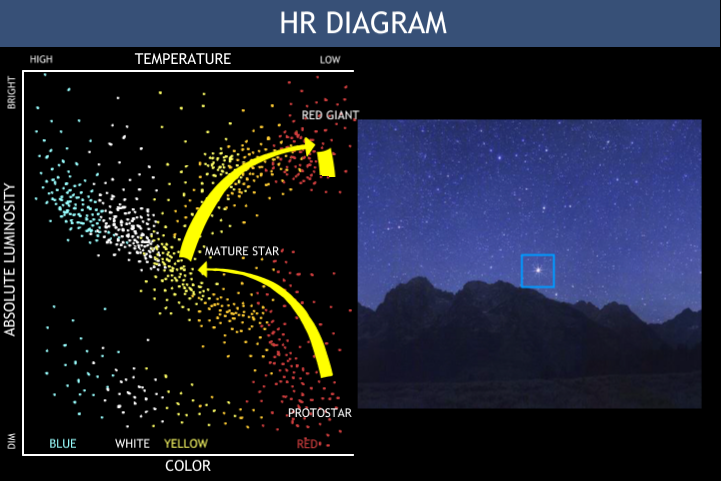 HR DIAGRAM
HIGH
TEMPERATURE
LOW
BRIGHT
RED GIANT
ABSOLUTE LUMINOSITY
MATURE STAR
PROTOSTAR
DIM
BLUE
WHITE
YELLOW
RED
COLOR